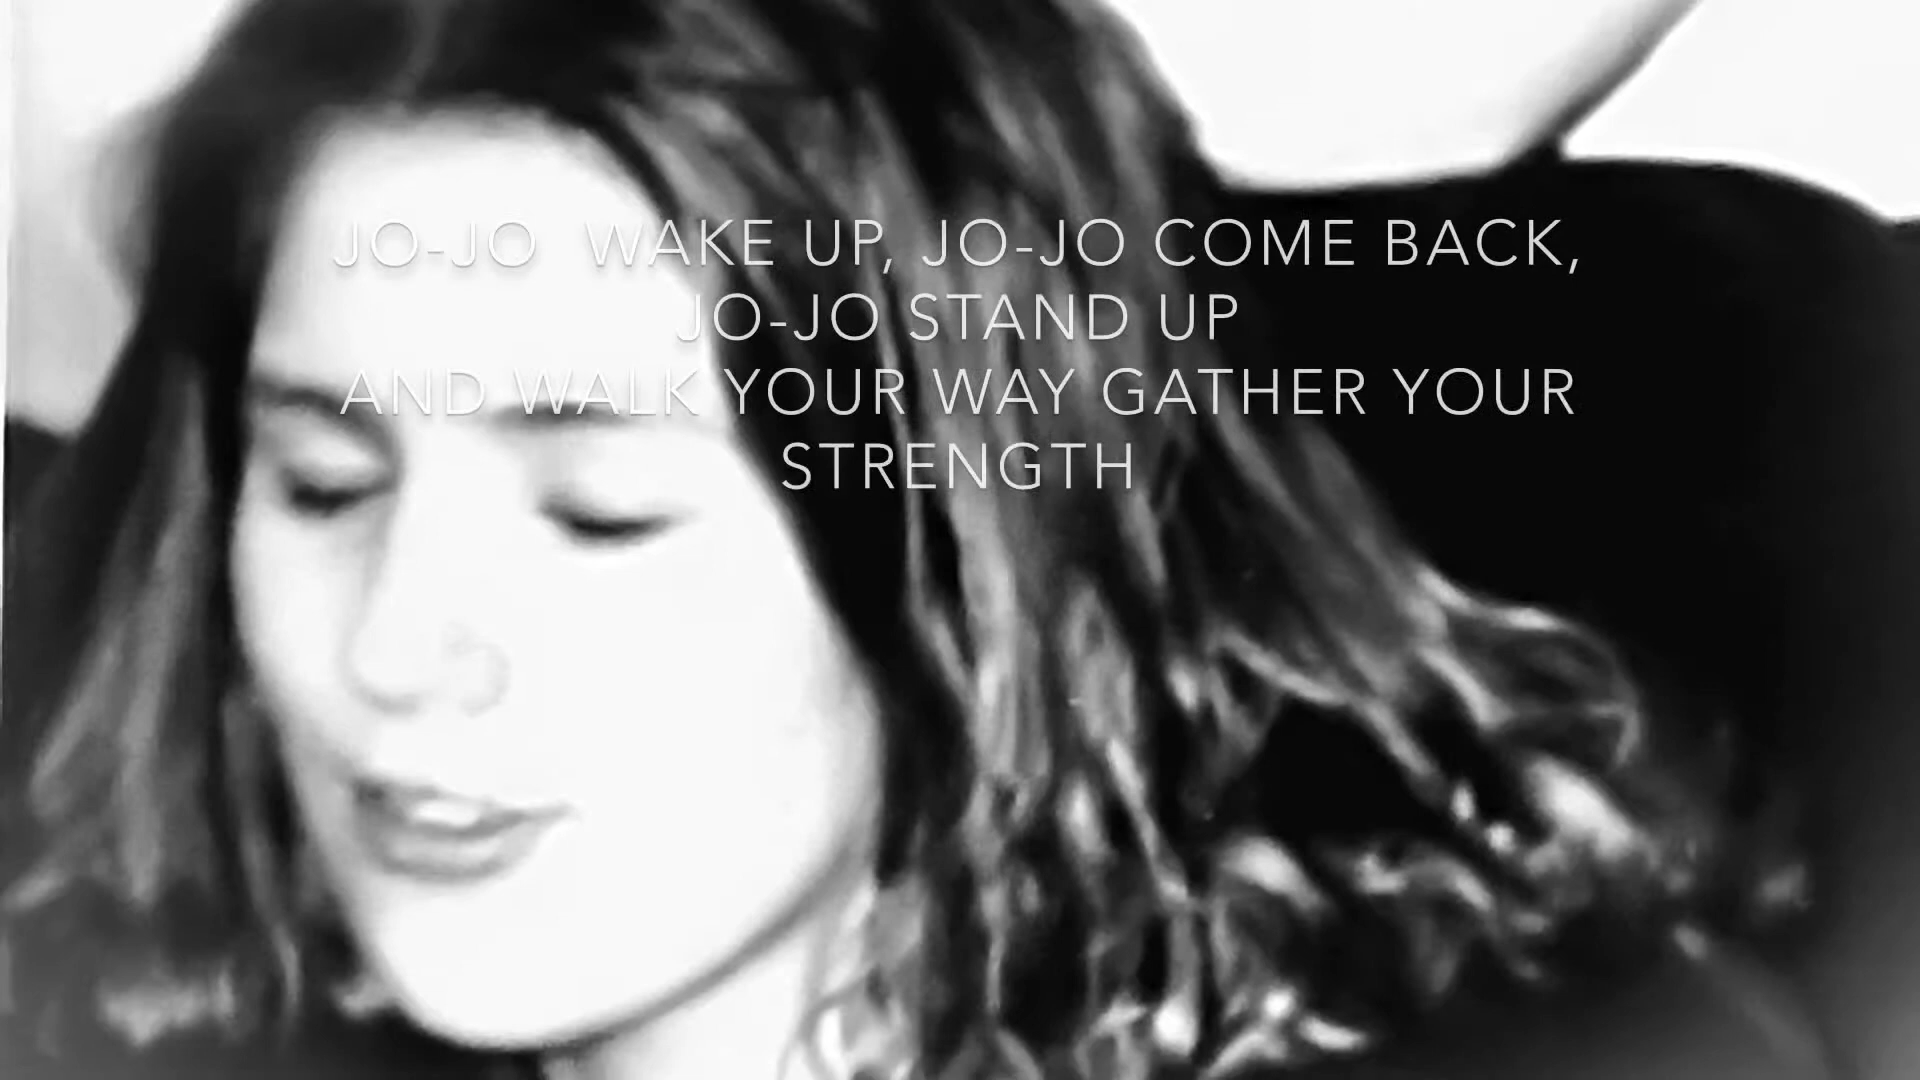 JO-JO  WAKE UP, JO-JO COME BACK,
JO-JO STAND UP
AND WALK YOUR WAY GATHER YOUR
STRENGTH